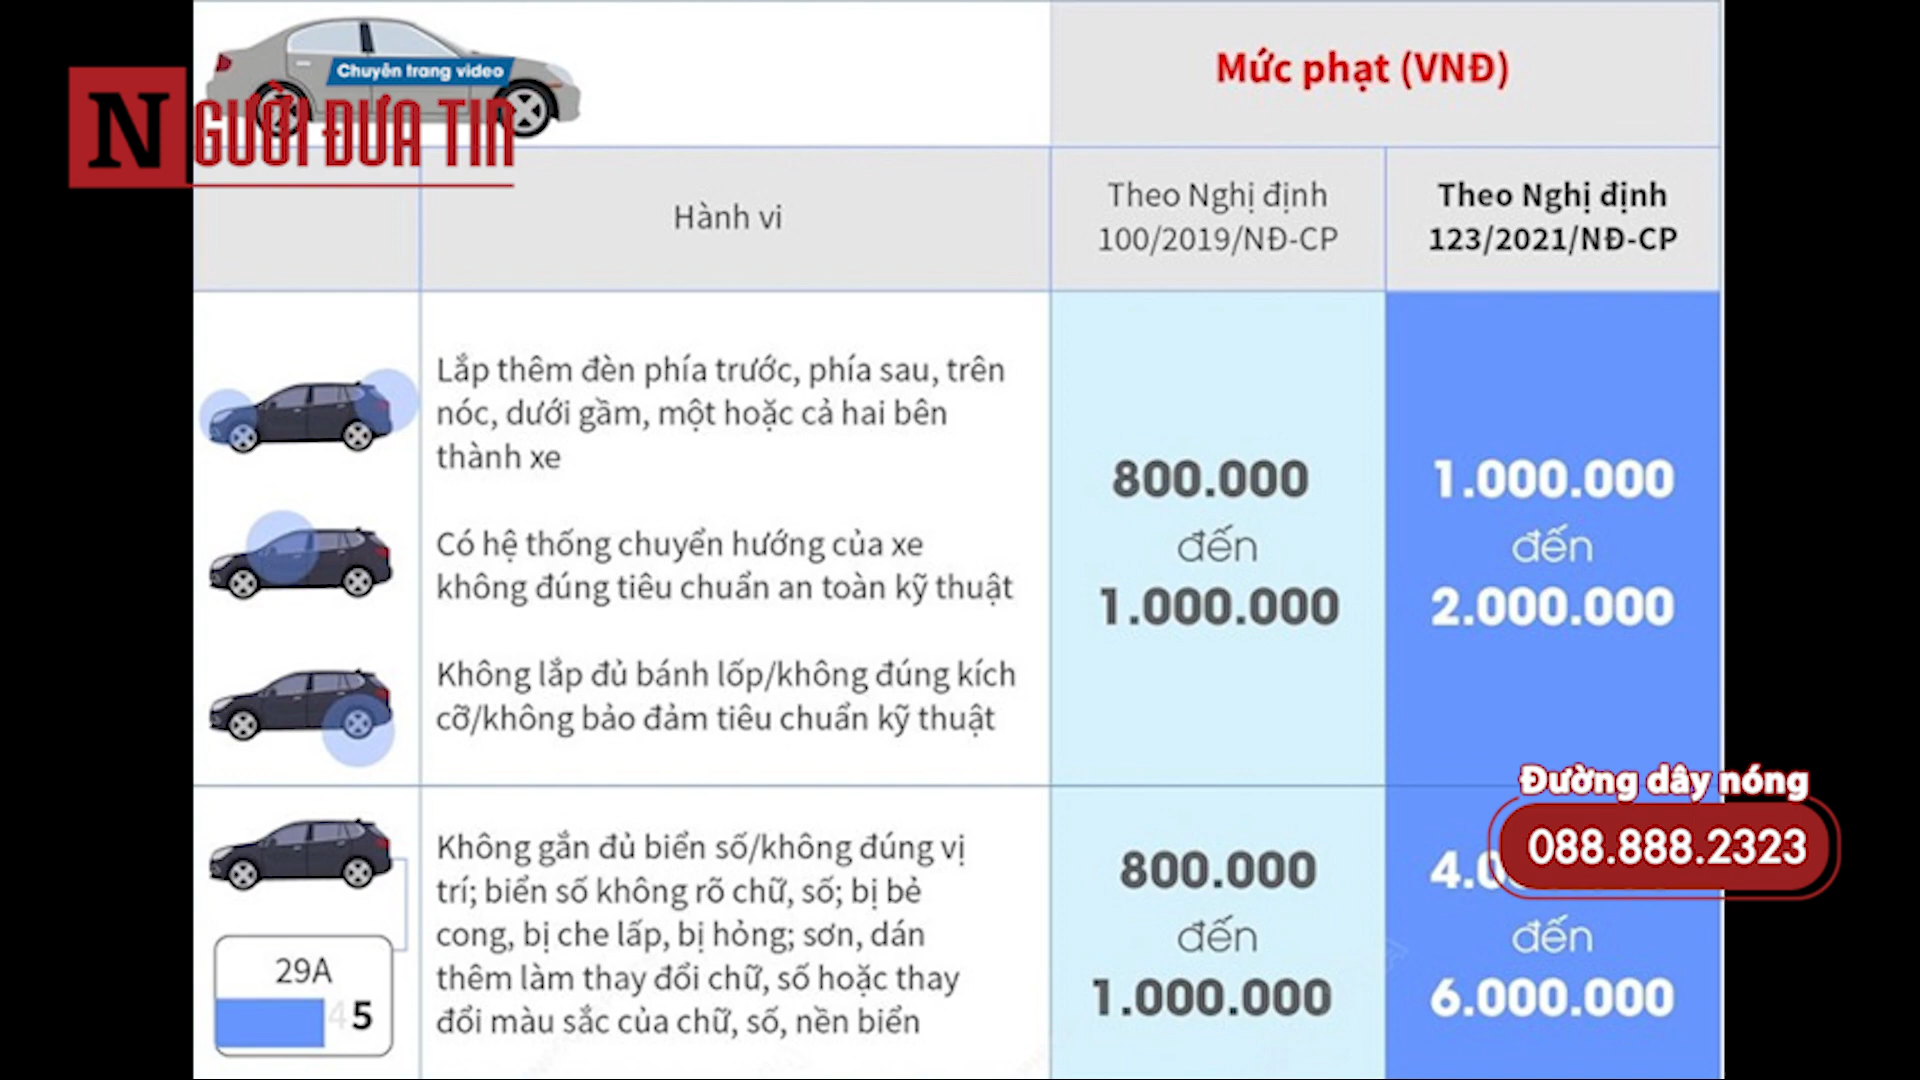 Chuyên trang video
NGƯỜI ĐƯA TIN
Mức phạt (VNĐ)
Hành vi
Theo Nghị định
100/2019/NĐ-CP
Theo Nghị định
123/2021/NĐ-CP
Lắp thêm đèn phía trước, phía sau, trên
nóc, dưới gầm, một hoặc cả hai bên
thành xe
Có hệ thống chuyển hướng của xe
không đúng tiêu chuẩn an toàn kỹ thuật
Không lắp đủ bánh lốp/không đúng kích
cỡ/không bảo đảm tiêu chuẩn kỹ thuật
800.000
đến
1.000.000
1.000.000
đến
2.000.000
29A
45
Không gắn đủ biển số/không đúng vị
trí; biển số không rõ chữ, số; bị bẻ
cong, bị che lấp, bị hỏng; sơn, dán
thêm làm thay đổi chữ, số hoặc thay
đổi màu sắc của chữ, số, nền biển
800.000
đến
1.000.000
đến
6.000.000
Đường dây nóng
088.888.2323